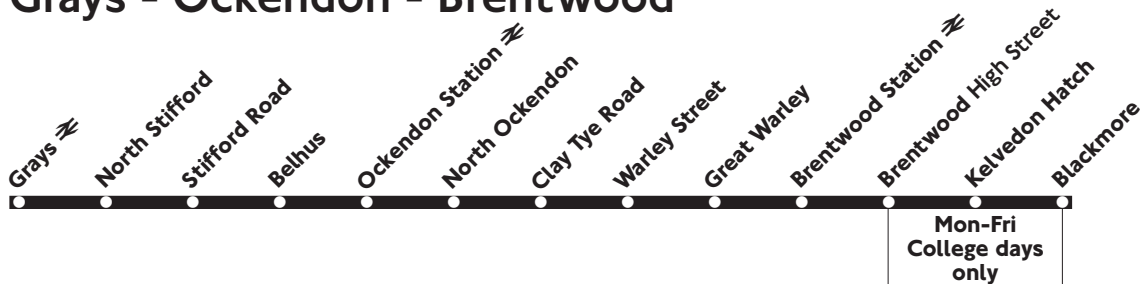 Grays - Ockendon - Brentwood
Grays
North Stifford
Stifford Road
Belhus
Ockendon Station
North Ockendon
Clay Tye Road
Warley Street
Great Warley
Brentwood Station
Brentwood High Street
Kelvedon Hatch
Blackmore
Mon-Fri
College days
only